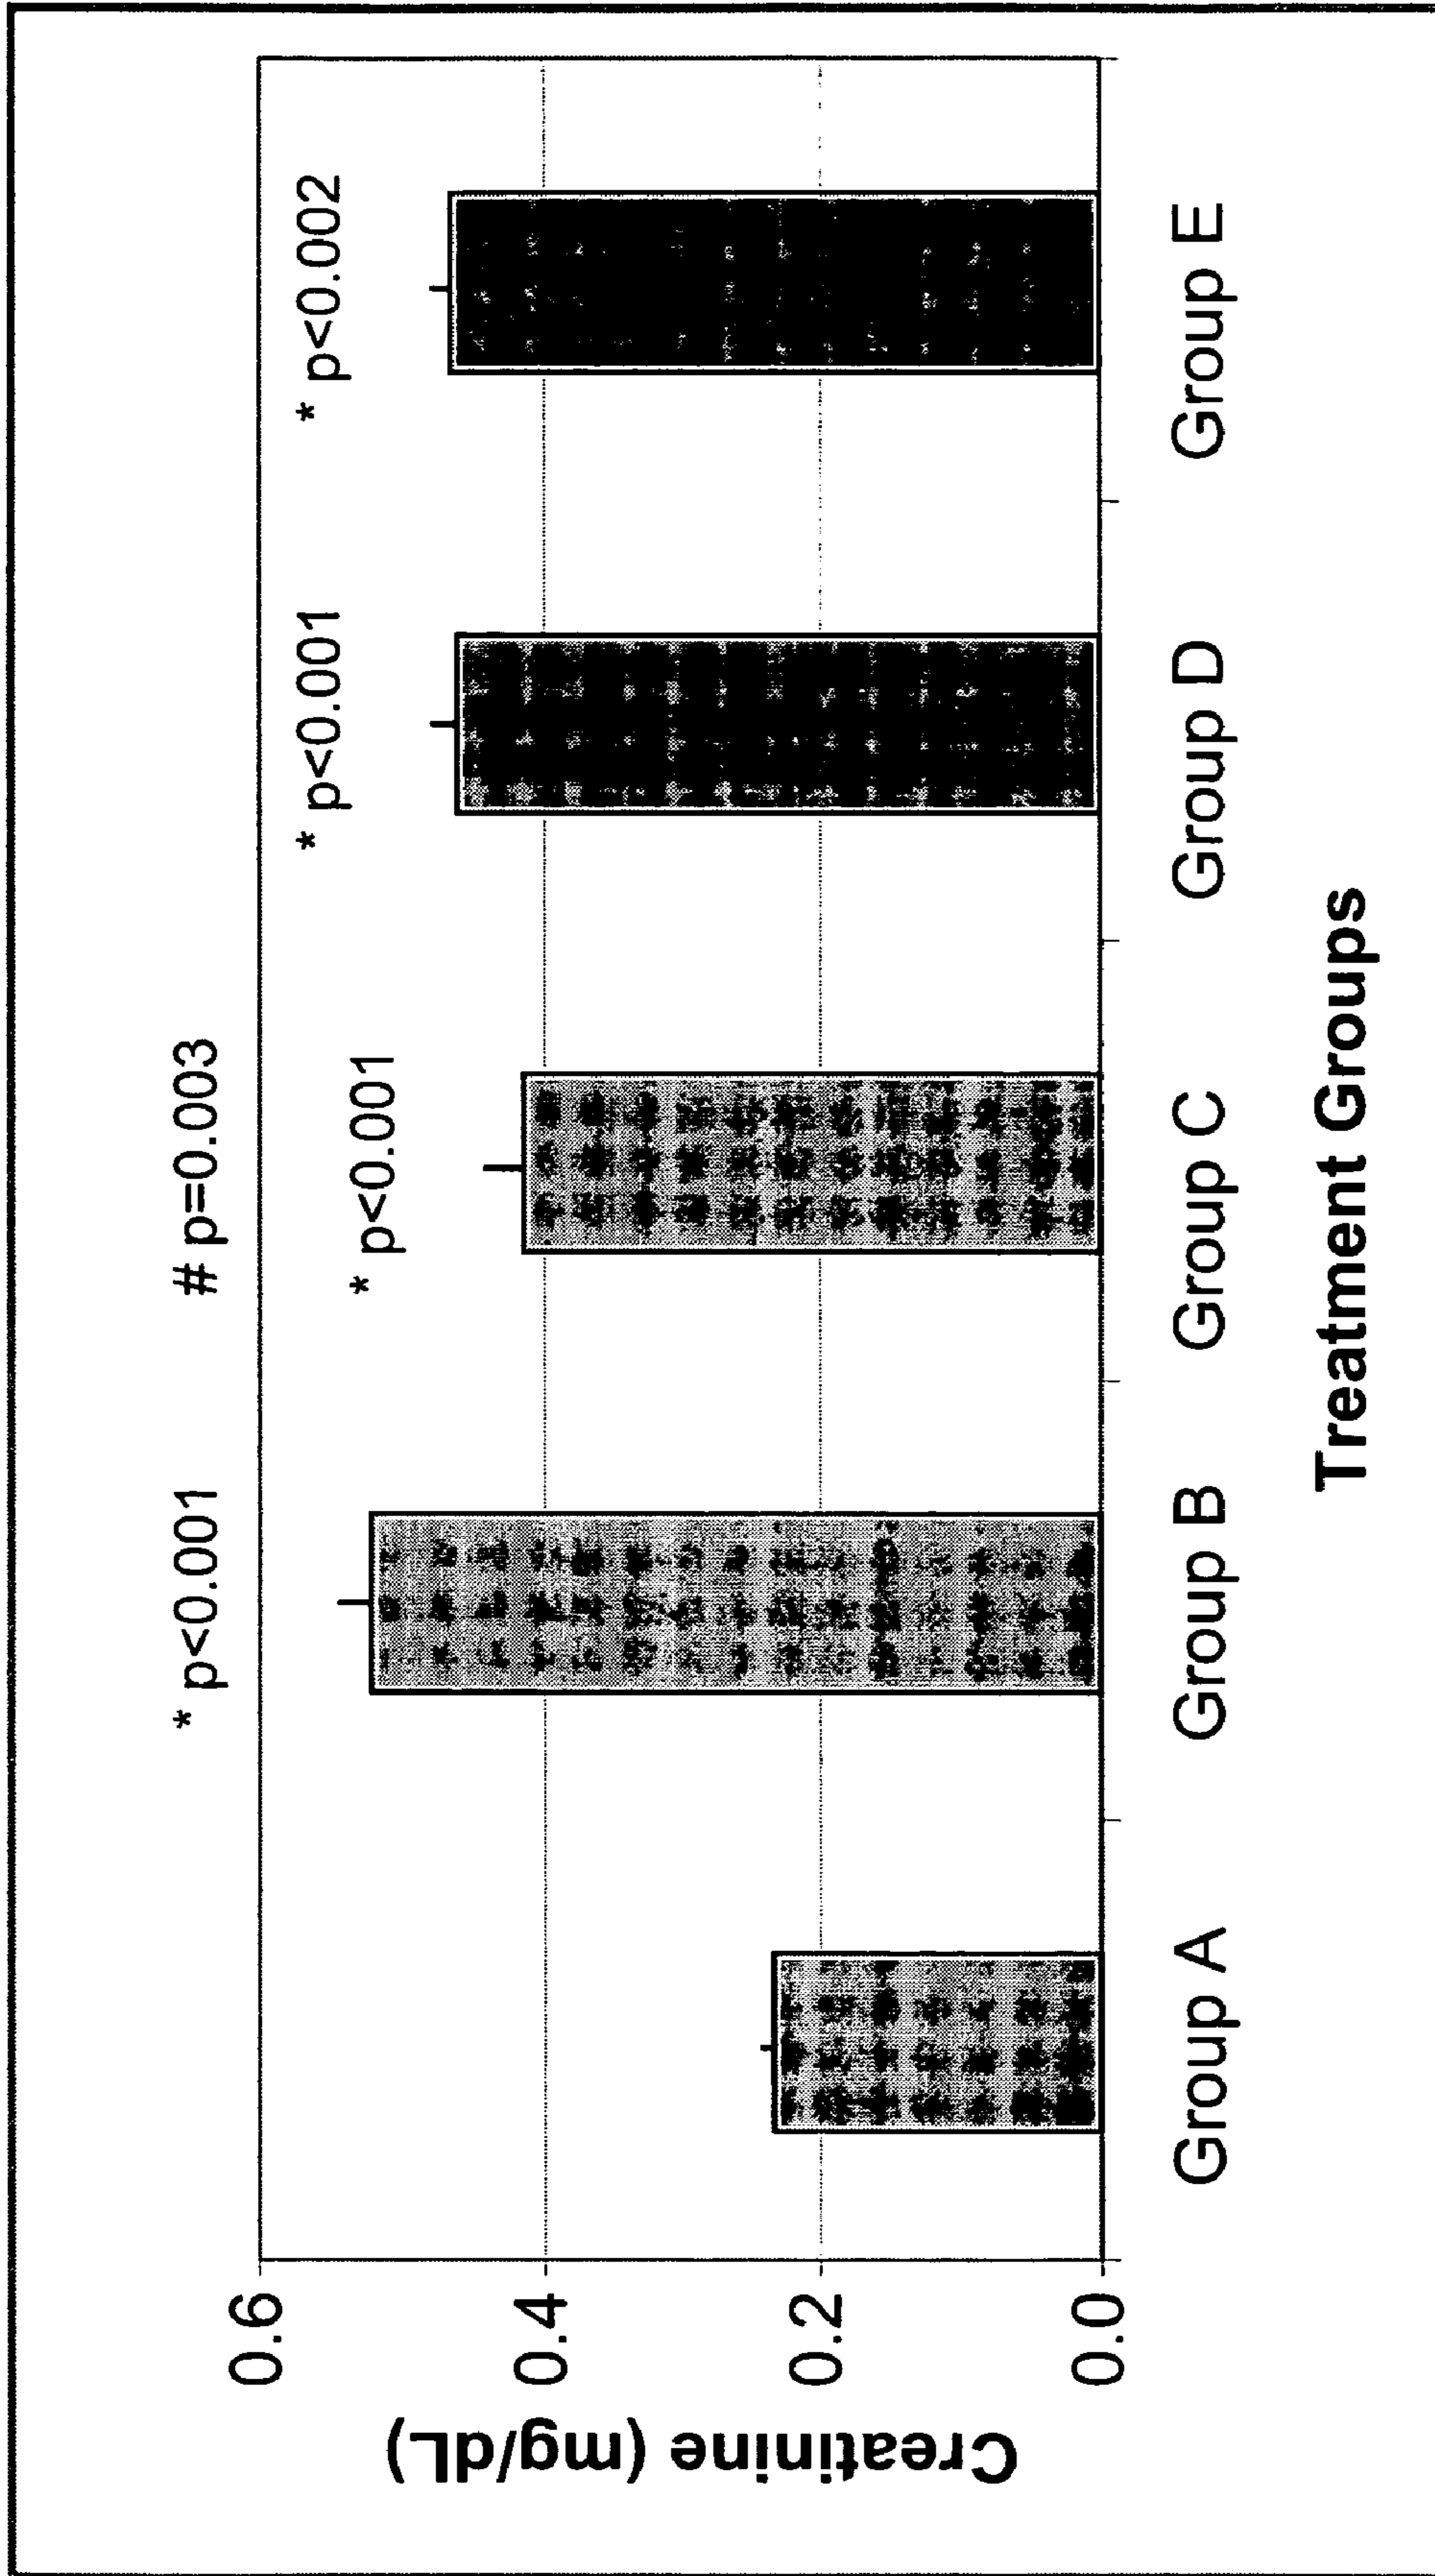 * p<0.001
# p=0.003
* p<0.001
* p<0.001
* p<0.002
Creatinine (mg/dL)
0.6
0.4
0.2
0.0
Group A
Group B
Group C
Group D
Group E
Treatment Groups